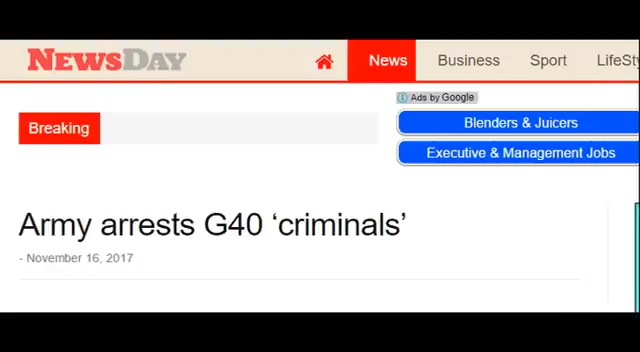 NEWSDAY
News
Business
Sport
LifeSty
Ads by Google
Breaking
Blenders & Juicers
Executive & Management Jobs
Army arrests G40 ‘criminals’
- November 16, 2017